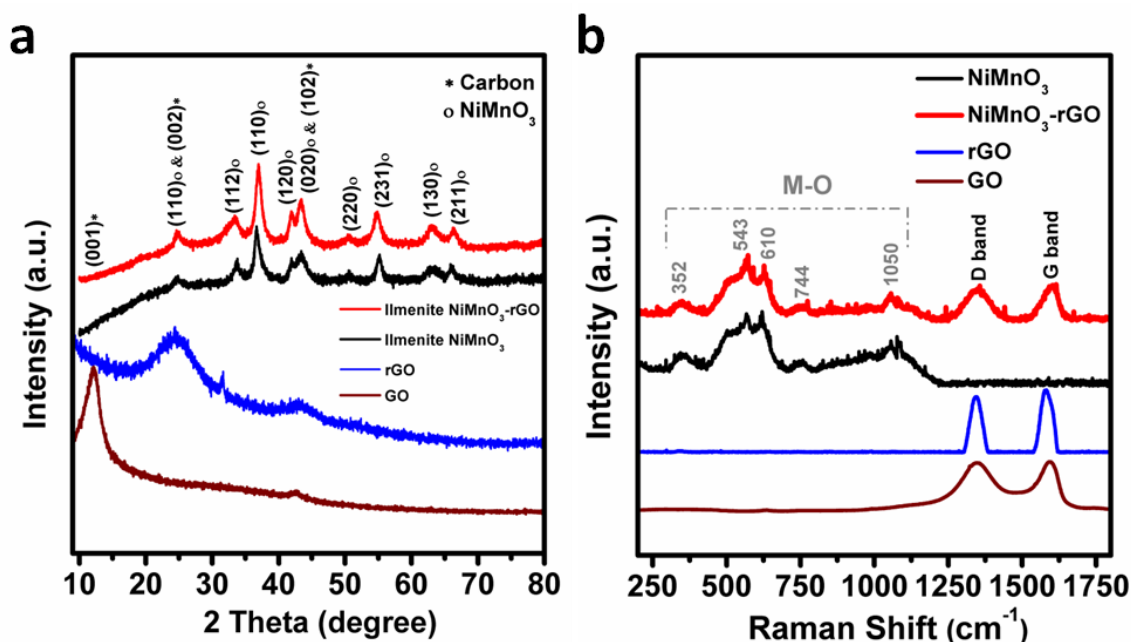 a
* Carbon
o NiMnO₃
(001)*
(110)o & (002)*
(112)o
(110)o
(120)o
(020)o & (102)*
(220)o
(231)o
(130)o
(211)o
Ilmenite NiMnO₃-rGO
Ilmenite NiMnO₃
rGO
GO
Intensity (a.u.)
10 20 30 40 50 60 70 80
2 Theta (degree)
b
NiMnO₃
NiMnO₃-rGO
rGO
GO
M-O
352
543
610
744
1050
D band
G band
Intensity (a.u.)
250 500 750 1000 1250 1500 1750
Raman Shift (cm⁻¹)